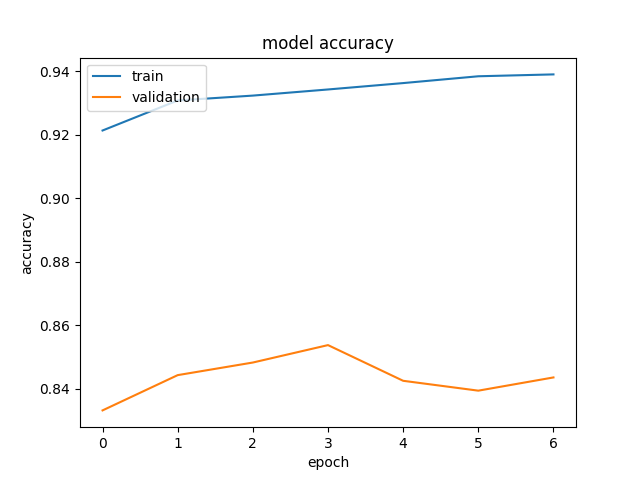 model accuracy
train
validation
0.94
0.92
0.90
0.88
0.86
0.84
accuracy
0 1 2 3 4 5 6
epoch